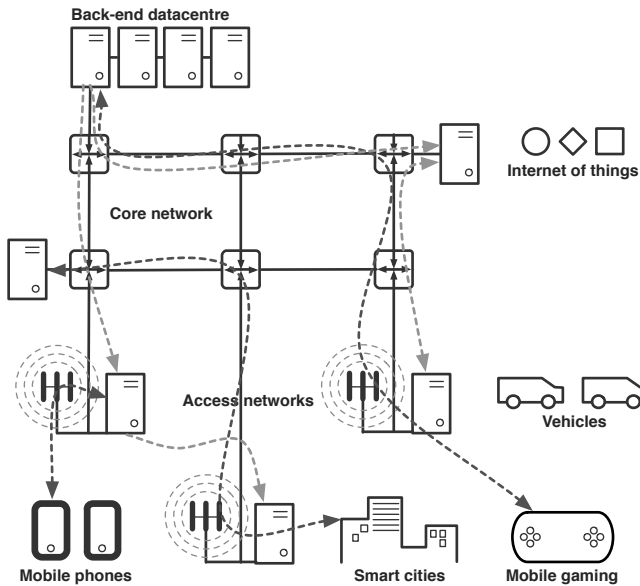 Back-end datacentre
Internet of things
Core network
Access networks
Vehicles
Mobile phones
Smart cities
Mobile gaming